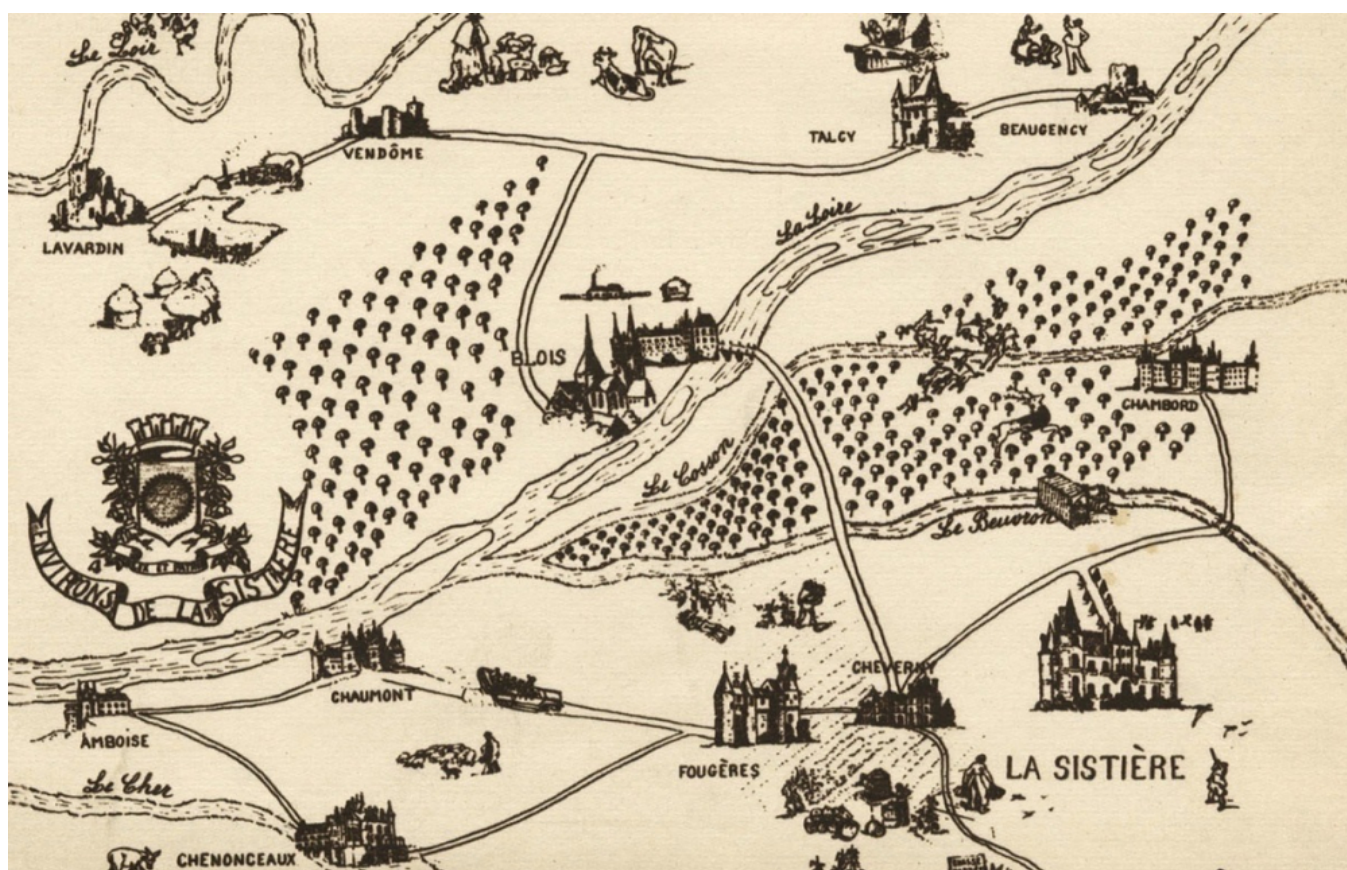 Le Loir
TALCY
BEAUGENCY
VENDÔME
LAVARDIN
La Loire
BLOIS
CHAMBORD
Le Cosson
Le Beuvron
ENVIRONS DE LA SISTIÈRE
CHEVERNY
CHAUMONT
AMBOISE
FOUGÈRES
LA SISTIÈRE
Le Cher
CHENONCEAUX